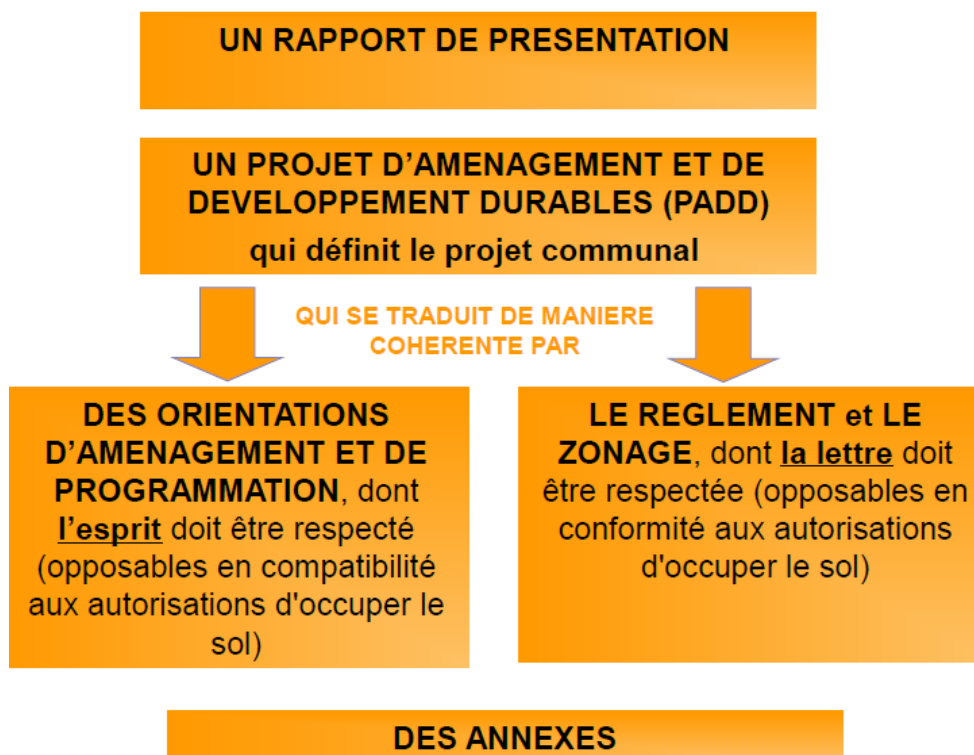 UN RAPPORT DE PRESENTATION
UN PROJET D'AMENAGEMENT ET DE
DEVELOPPEMENT DURABLES (PADD)
qui définit le projet communal
QUI SE TRADUIT DE MANIERE
COHERENTE PAR
DES ORIENTATIONS
D'AMENAGEMENT ET DE
PROGRAMMATION, dont
l'esprit doit être respecté
(opposables en compatibilité
aux autorisations d'occuper le
sol)
LE REGLEMENT et LE
ZONAGE, dont la lettre doit
être respectée (opposables en
conformité aux autorisations
d'occuper le sol)
DES ANNEXES